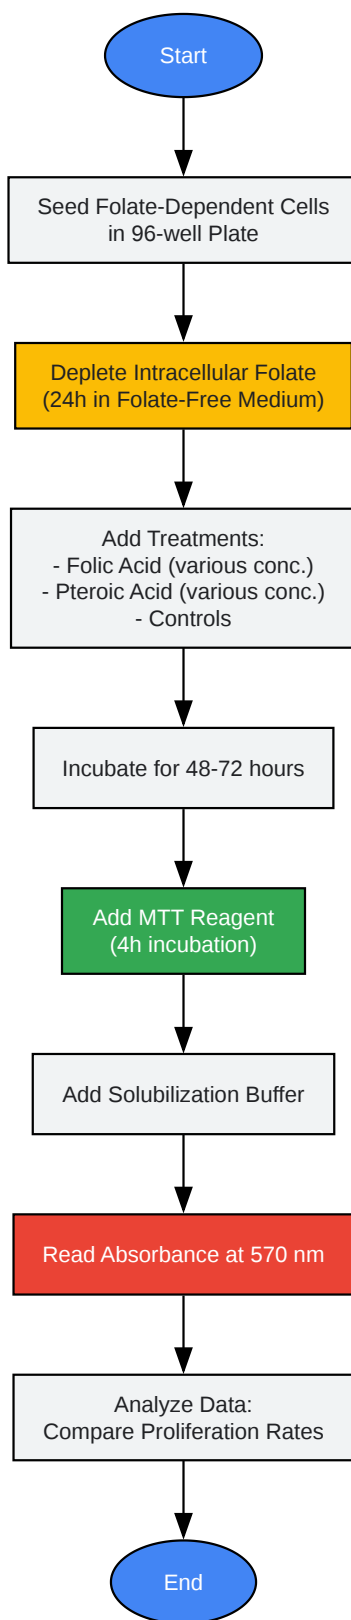 Start
Seed Folate-Dependent Cells
in 96-well Plate
Deplete Intracellular Folate
(24h in Folate-Free Medium)
Add Treatments:
- Folic Acid (various conc.)
- Pteroic Acid (various conc.)
- Controls
Incubate for 48-72 hours
Add MTT Reagent
(4h incubation)
Add Solubilization Buffer
Read Absorbance at 570 nm
Analyze Data:
Compare Proliferation Rates
End